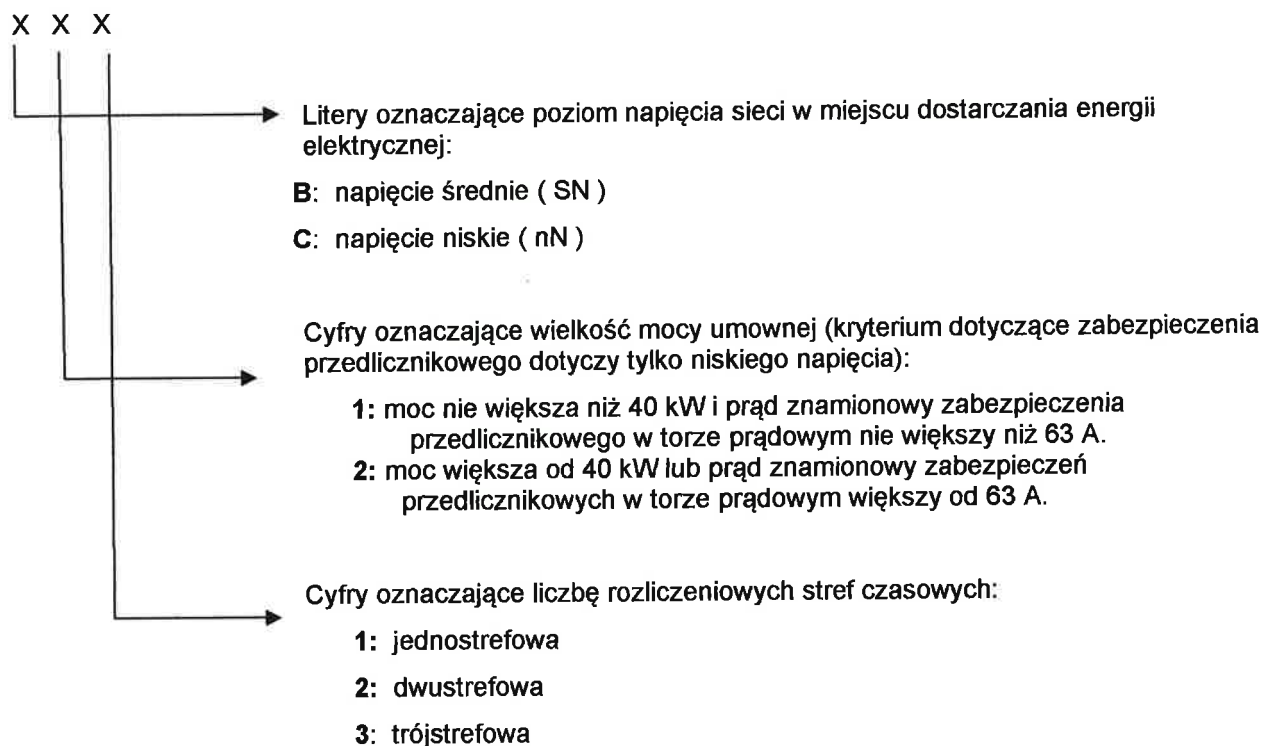 X X X
Litery oznaczające poziom napięcia sieci w miejscu dostarczania energii
elektrycznej:
B: napięcie średnie ( SN )
C: napięcie niskie ( nN )
Cyfry oznaczające wielkość mocy umownej (kryterium dotyczące zabezpieczenia
przedlicznikowego dotyczy tylko niskiego napięcia):
1: moc nie większa niż 40 kW i prąd znamionowy zabezpieczenia
przedlicznikowego w torze prądowym nie większy niż 63 A.
2: moc większa od 40 kW lub prąd znamionowy zabezpieczeń
przedlicznikowych w torze prądowym większy od 63 A.
Cyfry oznaczające liczbę rozliczeniowych stref czasowych:
1: jednostrefowa
2: dwustrefowa
3: trójstrefowa